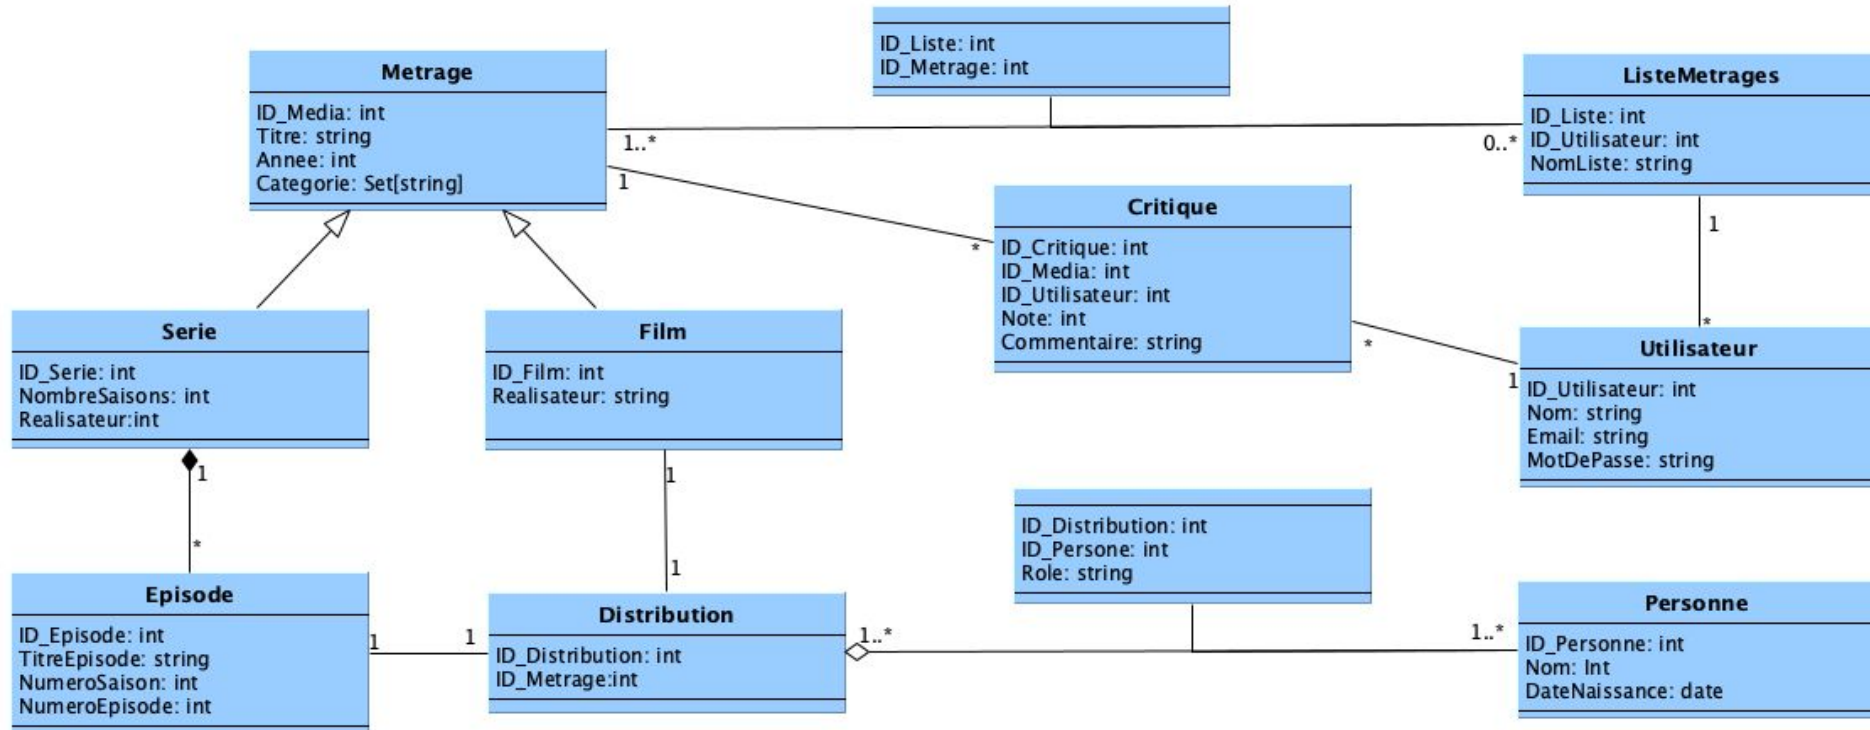 ID_Liste: int
ID_Metrage: int
Metrage
ID_Media: int
Titre: string
Annee: int
Categorie: Set[string]
1..*
1
ListeMetrages
ID_Liste: int
ID_Utilisateur: int
NomListe: string
0..*
1
*
Critique
ID_Critique: int
ID_Media: int
ID_Utilisateur: int
Note: int
Commentaire: string
*
*
1
Utilisateur
ID_Utilisateur: int
Nom: string
Email: string
MotDePasse: string
Serie
ID_Serie: int
NombreSaisons: int
Realisateur:int
1
*
Film
ID_Film: int
Realisateur: string
1
1
Episode
ID_Episode: int
TitreEpisode: string
NumeroSaison: int
NumeroEpisode: int
1
1
Distribution
ID_Distribution: int
ID_Metrage:int
1..*
ID_Distribution: int
ID_Persone: int
Role: string
1..*
Personne
ID_Personne: int
Nom: Int
DateNaissance: date